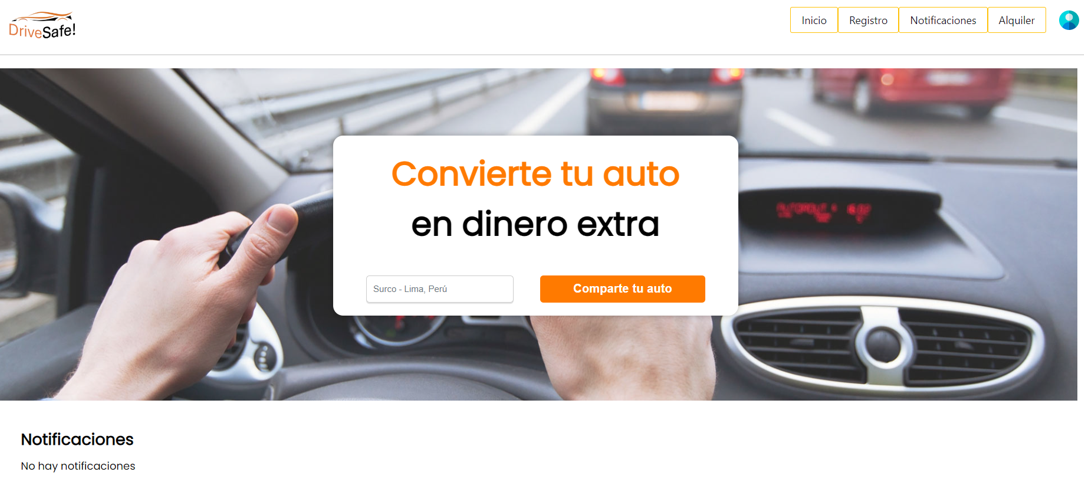 DriveSafe!
Inicio
Registro
Notificaciones
Alquiler
Convierte tu auto
en dinero extra
Surco - Lima, Perú
Comparte tu auto
Notificaciones
No hay notificaciones